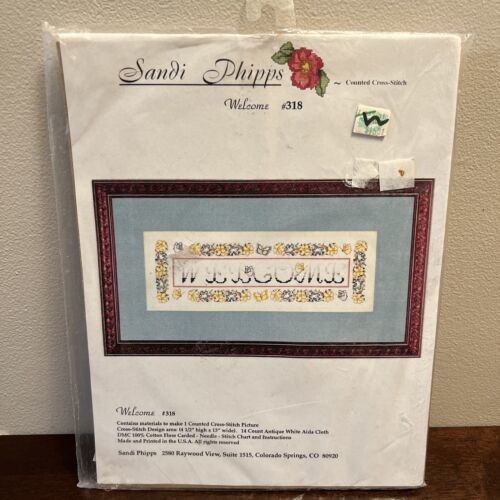 Sandi Phipps
~ Counted Cross-Stitch
Welcome #318
WELCOME
Welcome #318
Contains materials to make 1 Counted Cross-Stitch Picture
Cross-Stitch Design area: (4 1/2" high x 13" wide). 14 Count Antique White Aida Cloth
DMC 100% Cotton Floss Carded - Needle - Stitch Chart and Instructions
Made and Printed in the U.S.A. All rights reserved
Sandi Phipps 2580 Raywood View, Suite 1515, Colorado Springs, CO 80920